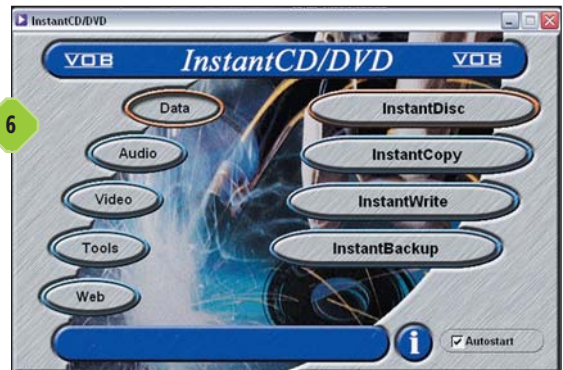 InstantCD/DVD
VOB InstantCD/DVD VOB
Data InstantDisc
6
Audio InstantCopy
Video InstantWrite
Tools InstantBackup
Web
i Autostart